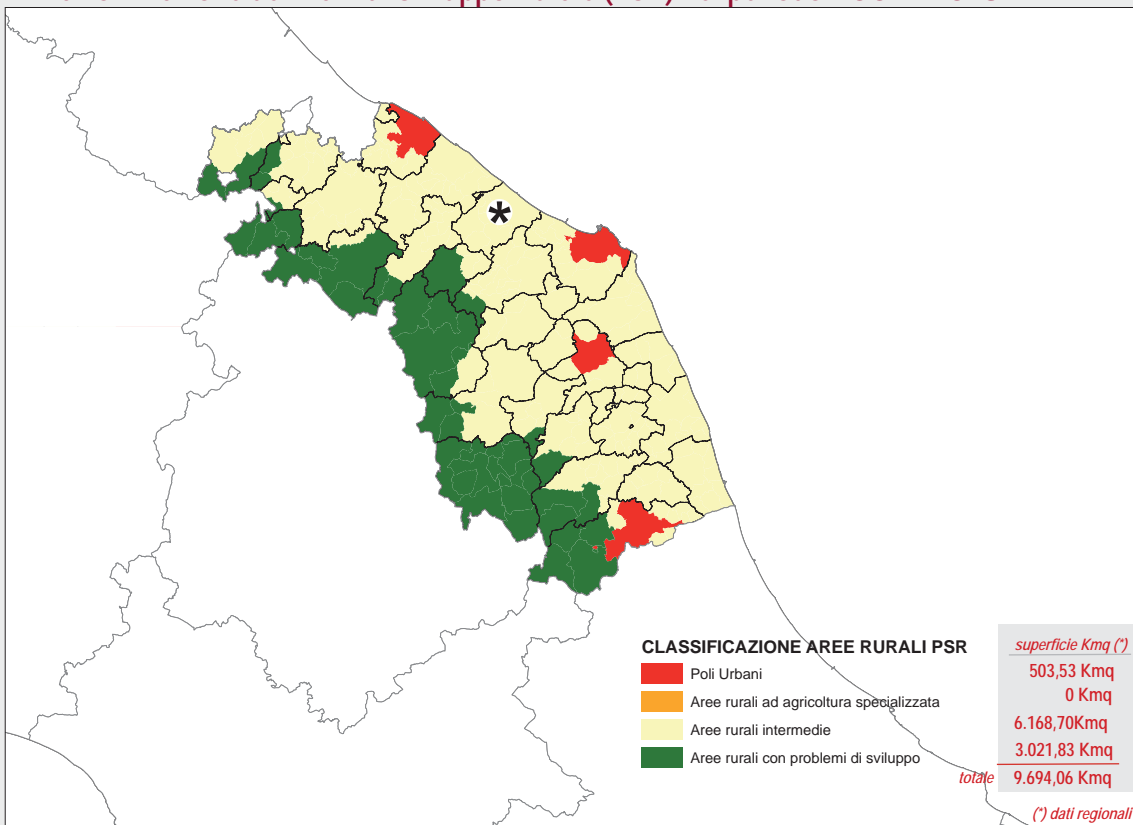 CLASSIFICAZIONE AREE RURALI PSR
superficie Kmq (*)
Poli Urbani
503,53 Kmq
Aree rurali ad agricoltura specializzata
0 Kmq
Aree rurali intermedie
6.168,70Kmq
Aree rurali con problemi di sviluppo
3.021,83 Kmq
totale 9.694,06 Kmq
(*) dati regionali